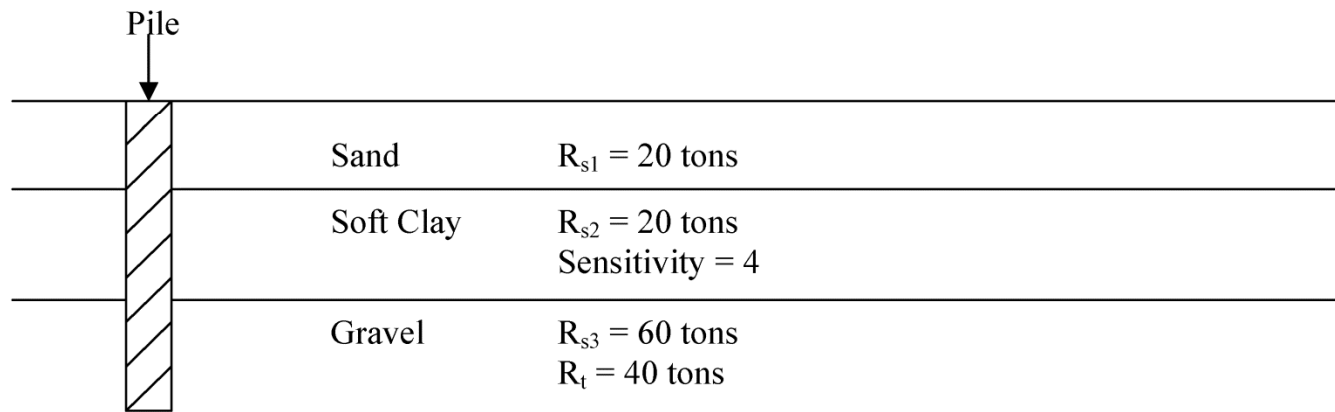 Pile
Sand R_s1 = 20 tons
Soft Clay R_s2 = 20 tons
Sensitivity = 4
Gravel R_s3 = 60 tons
R_t = 40 tons